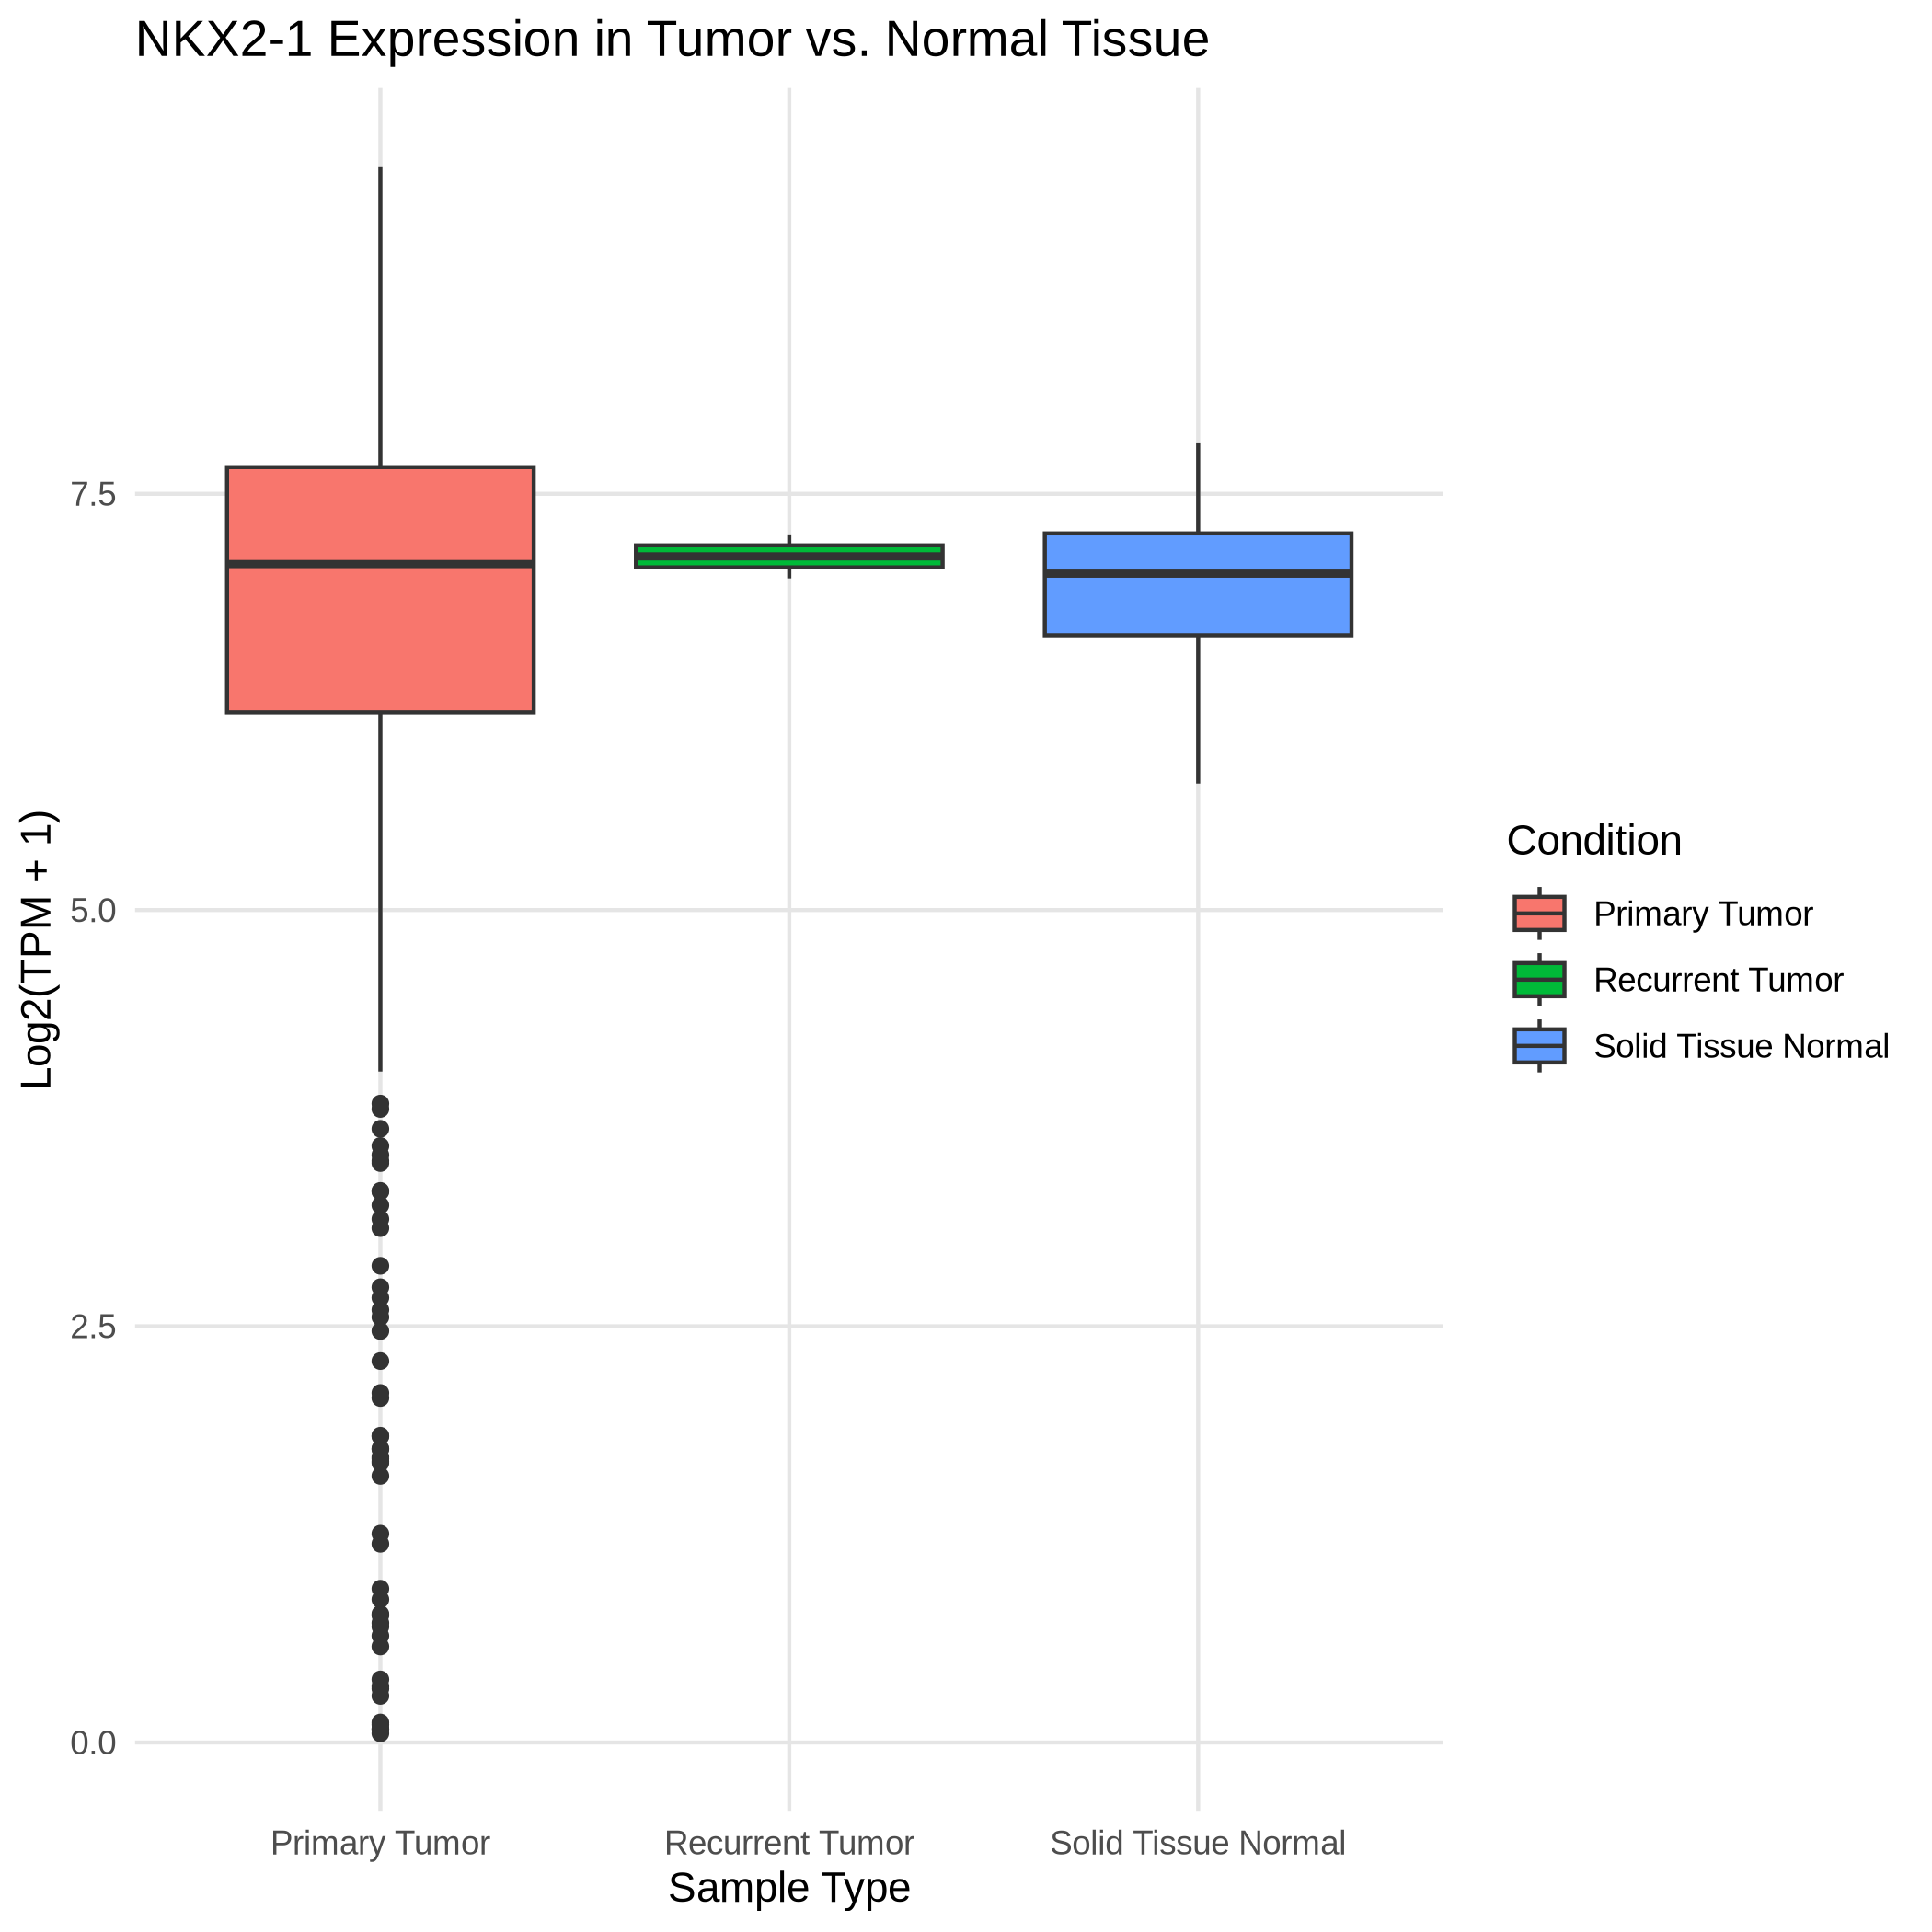 NKX2-1 Expression in Tumor vs. Normal Tissue
Log2(TPM + 1)
7.5
5.0
2.5
0.0
Primary Tumor
Recurrent Tumor
Solid Tissue Normal
Sample Type
Condition
Primary Tumor
Recurrent Tumor
Solid Tissue Normal